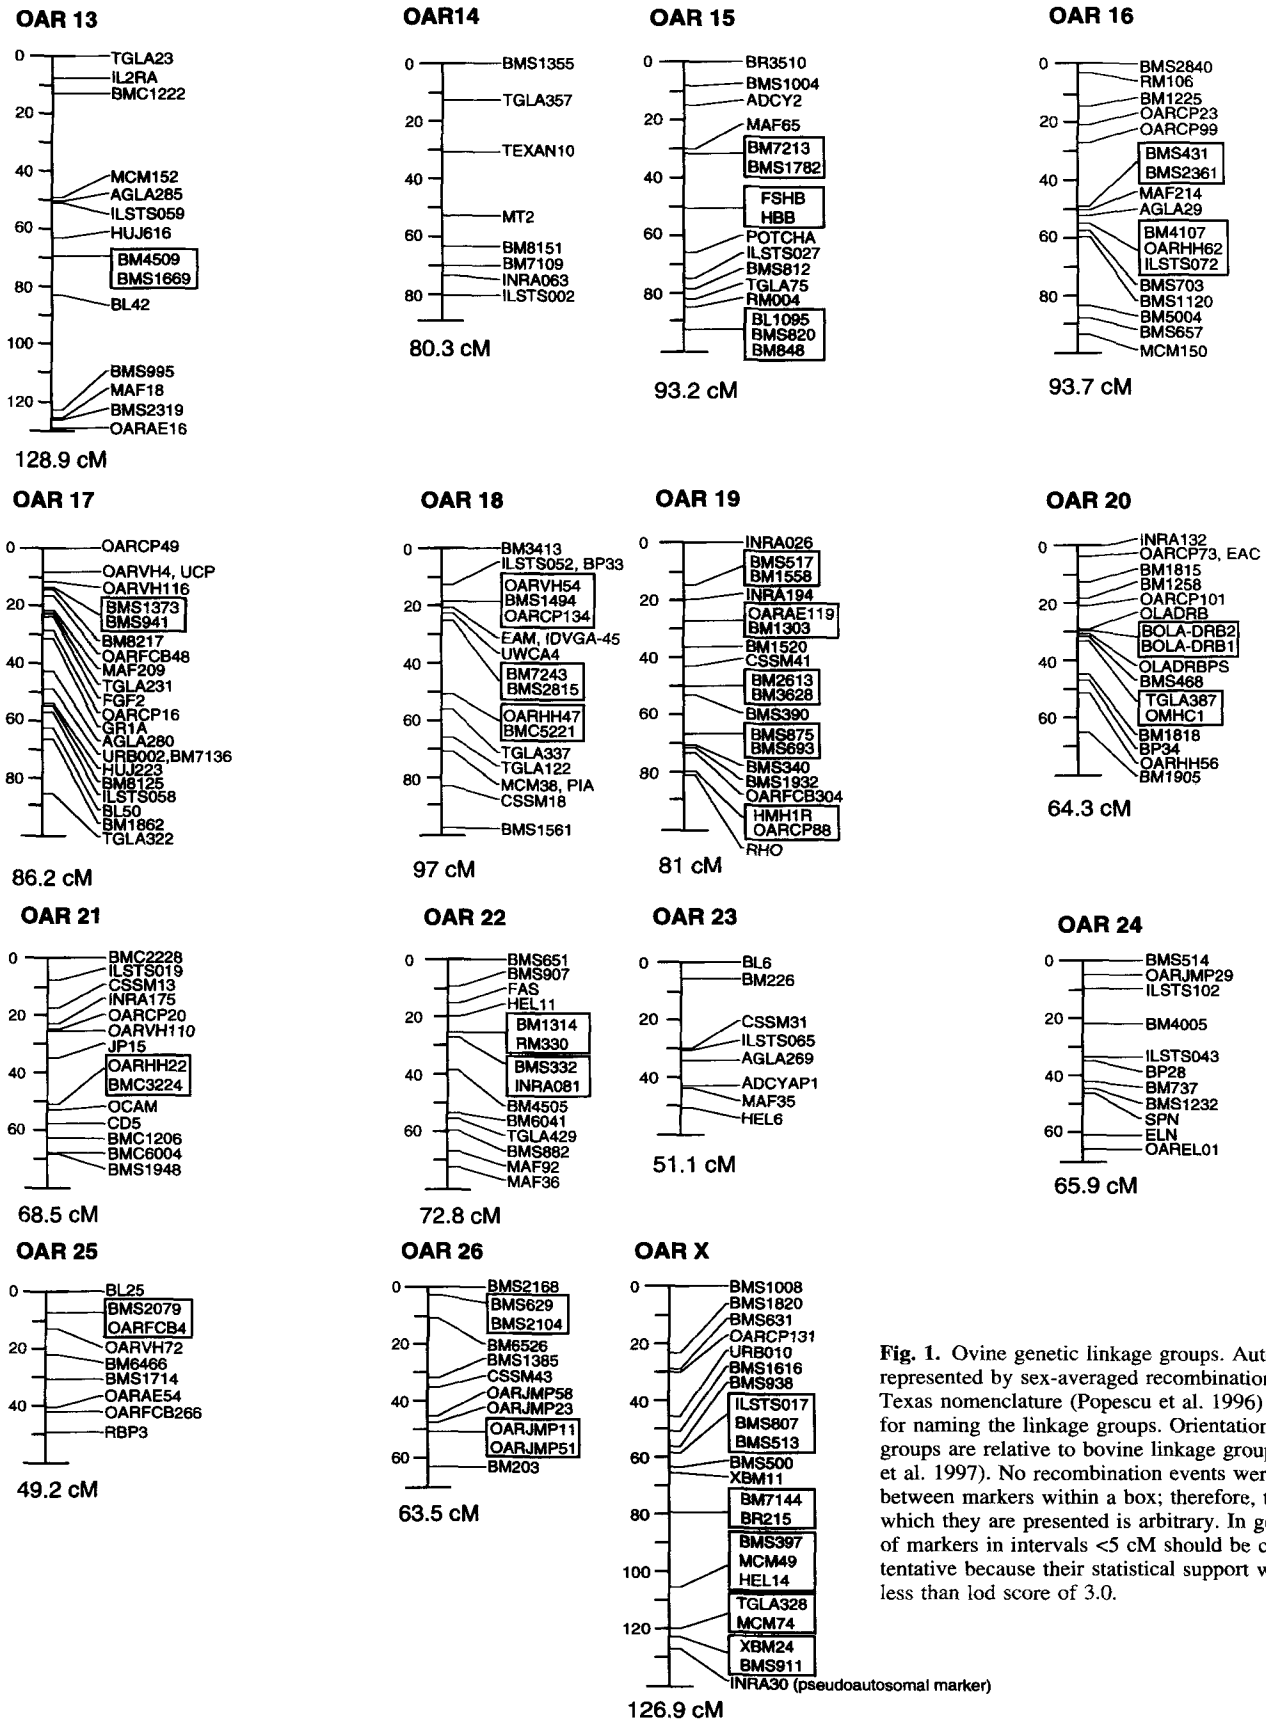 OAR 13
0
20
40
60
80
100
120
TGLA23
IL2RA
BMC1222
MCM152
AGLA285
ILSTS059
HUJ616
BM4509
BMS1669
BL42
BMS995
MAF18
BMS2319
OARAE16
128.9 cM
OAR14
0
20
40
60
80
BMS1355
TGLA357
TEXAN10
MT2
BM8151
BM7109
INRA063
ILSTS002
80.3 cM
OAR 15
0
20
40
60
80
BR3510
BMS1004
ADCY2
MAF65
BM7213
BMS1782
FSHB
HBB
POTCHA
ILSTS027
BMS812
TGLA75
RM004
BL1095
BMS820
BM848
93.2 cM
OAR 16
0
20
40
60
80
BMS2840
RM106
BM1225
OARCP23
OARCP99
BMS431
BMS2361
MAF214
AGLA29
BM4107
OARHH62
ILSTS072
BMS703
BMS1120
BM5004
BMS657
MCM150
93.7 cM
OAR 17
0
20
40
60
80
OARCP49
OARVH4, UCP
OARVH116
BMS1373
BMS941
BM8217
OARFCB48
MAF209
TGLA231
FGF2
OARCP16
GR1A
AGLA280
URB002,BM7136
HUJ223
BM8125
ILSTS058
BL50
BM1862
TGLA322
86.2 cM
OAR 18
0
20
40
60
80
BM3413
ILSTS052, BP33
OARVH54
BMS1494
OARCP134
EAM, IDVGA-45
UWCA4
BM7243
BMS2815
OARHH47
BMC5221
TGLA337
TGLA122
MCM38, PIA
CSSM18
BMS1561
97 cM
OAR 19
0
20
40
60
80
INRA026
BMS517
BM1558
INRA194
OARAE119
BM1303
BM1520
CSSM41
BM2613
BM3628
BMS390
BMS875
BMS693
BMS340
BMS1932
OARFCB304
HMH1R
OARCP88
RHO
81 cM
OAR 20
0
20
40
60
INRA132
OARCP73, EAC
BM1815
BM1258
OARCP101
OLADRB
BOLA-DRB2
BOLA-DRB1
OLADRBPS
BMS468
TGLA387
OMHC1
BM1818
BP34
OARHH56
BM1905
64.3 cM
OAR 21
0
20
40
60
BMC2228
ILSTS019
CSSM13
INRA175
OARCP20
OARVH110
JP15
OARHH22
BMC3224
OCAM
CD5
BMC1206
BMC6004
BMS1948
68.5 cM
OAR 22
0
20
40
60
BMS651
BMS907
FAS
HEL11
BM1314
RM330
BMS332
INRA081
BM4505
BM6041
TGLA429
BMS882
MAF92
MAF36
72.8 cM
OAR 23
0
20
40
BL6
BM226
CSSM31
ILSTS065
AGLA269
ADCYAP1
MAF35
HEL6
51.1 cM
OAR 24
0
20
40
60
BMS514
OARJMP29
ILSTS102
BM4005
ILSTS043
BP28
BM737
BMS1232
SPN
ELN
OAREL01
65.9 cM
OAR 25
0
20
40
BL25
BMS2079
OARFCB4
OARVH72
BM6466
BMS1714
OARAE54
OARFCB266
RBP3
49.2 cM
OAR 26
0
20
40
60
BMS2168
BMS629
BMS2104
BM6526
BMS1385
CSSM43
OARJMP58
OARJMP23
OARJMP11
OARJMP51
BM203
63.5 cM
OAR X
0
20
40
60
80
100
120
BMS1008
BMS1820
BMS631
OARCP131
URB010
BMS1616
BMS938
ILSTS017
BMS807
BMS513
BMS500
XBM11
BM7144
BR215
BMS397
MCM49
HEL14
TGLA328
MCM74
XBM24
BMS911
INRA30 (pseudoautosomal marker)
126.9 cM
Fig. 1. Ovine genetic linkage groups. Aut
represented by sex-averaged recombination
Texas nomenclature (Popescu et al. 1996)
for naming the linkage groups. Orientation
groups are relative to bovine linkage group
et al. 1997). No recombination events wer
between markers within a box; therefore, t
which they are presented is arbitrary. In g
of markers in intervals <5 cM should be c
tentative because their statistical support w
less than lod score of 3.0.